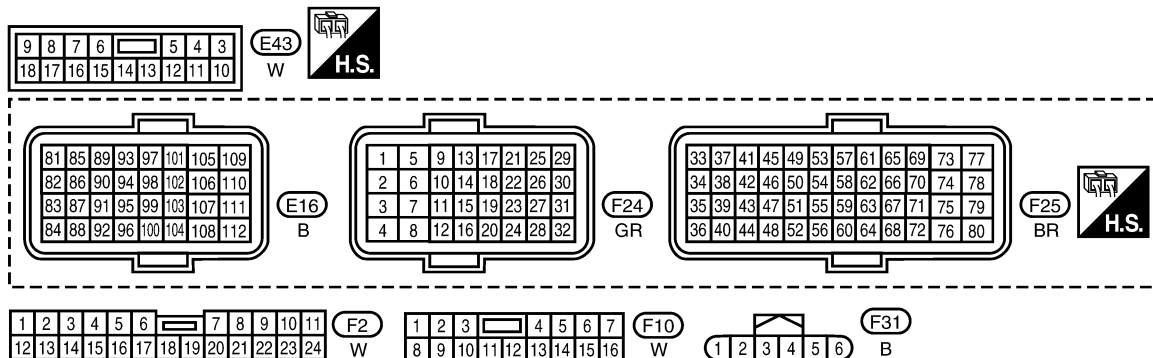 9 8 7 6 5 4 3 E43 H.S.
18 17 16 15 14 13 12 11 10 W
81 85 89 93 97 101 105 109
82 86 90 94 98 102 106 110
83 87 91 95 99 103 107 111 E16
84 88 92 96 100 104 108 112 B
1 5 9 13 17 21 25 29
2 6 10 14 18 22 26 30
3 7 11 15 19 23 27 31 F24
4 8 12 16 20 24 28 32 GR
33 37 41 45 49 53 57 61 65 69 73 77
34 38 42 46 50 54 58 62 66 70 74 78
35 39 43 47 51 55 59 63 67 71 75 79 F25
36 40 44 48 52 56 60 64 68 72 76 80 BR
H.S.
1 2 3 4 5 6 7 8 9 10 11 F2
12 13 14 15 16 17 18 19 20 21 22 23 24 W
1 2 3 4 5 6 7 F10
8 9 10 11 12 13 14 15 16 W
F31
1 2 3 4 5 6 B